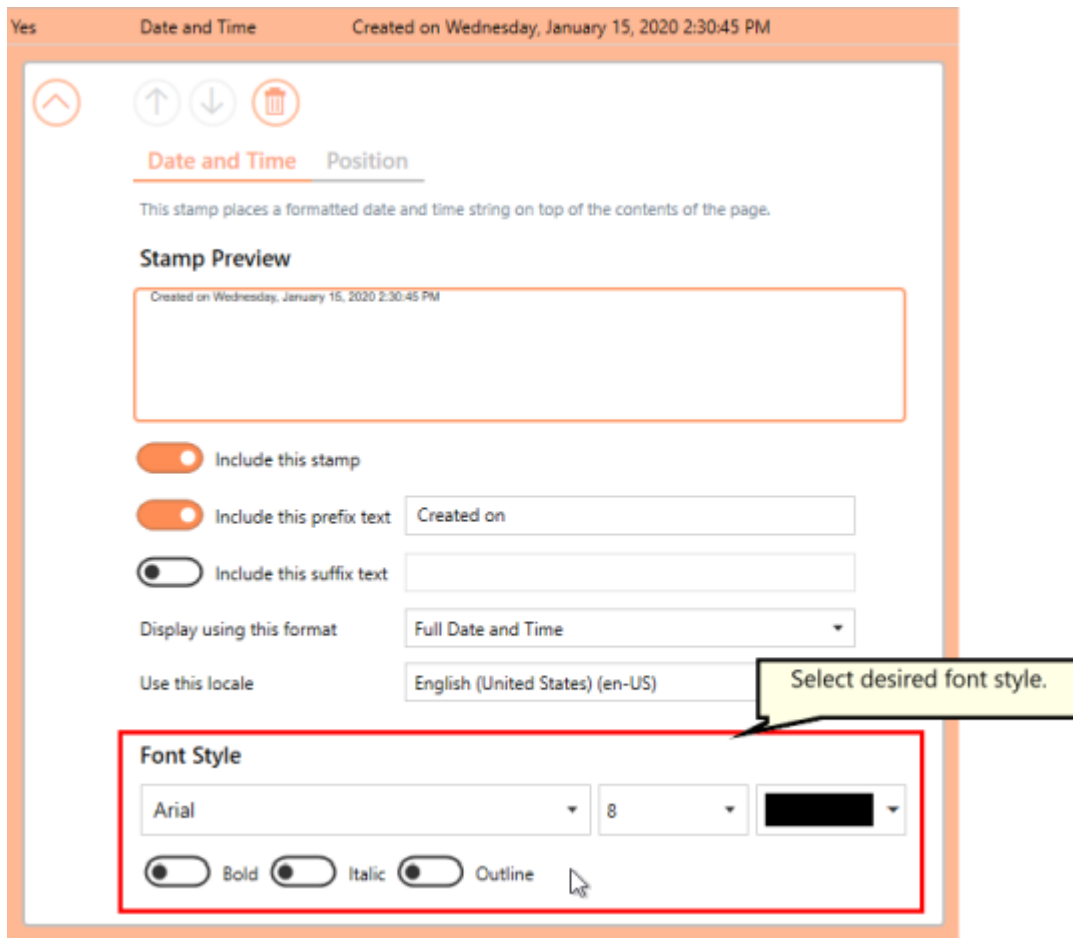 Yes Date and Time Created on Wednesday, January 15, 2020 2:30:45 PM
Date and Time Position
This stamp places a formatted date and time string on top of the contents of the page.
Stamp Preview
Created on Wednesday, January 15, 2020 2:30:45 PM
Include this stamp
Include this prefix text Created on
Include this suffix text
Display using this format Full Date and Time
Use this locale English (United States) (en-US)
Select desired font style.
Font Style
Arial 8
Bold Italic Outline